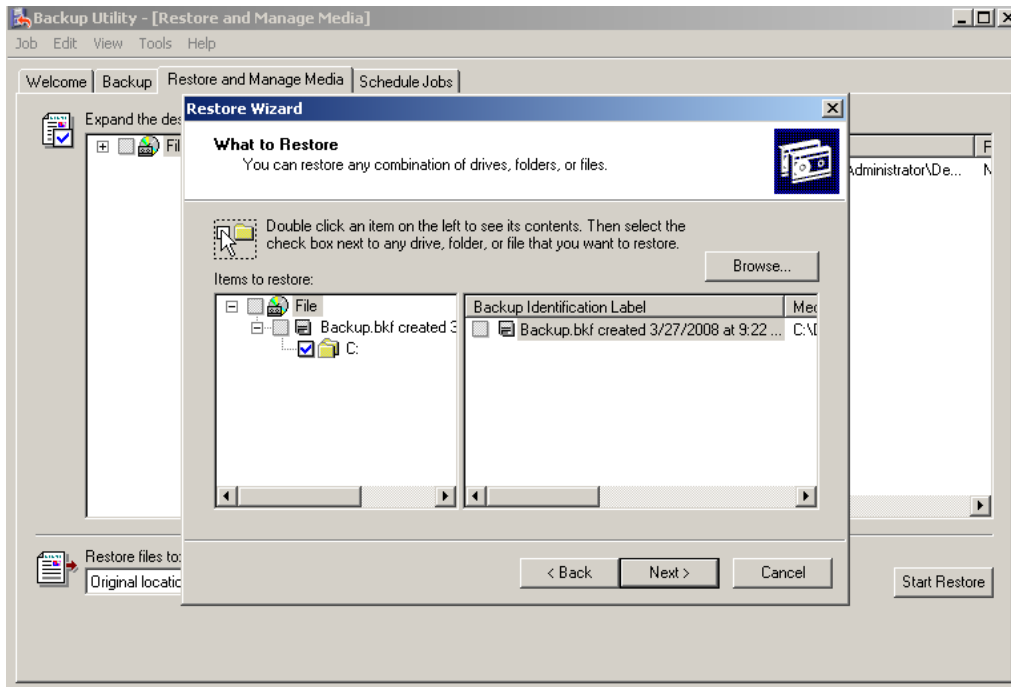 Backup Utility - [Restore and Manage Media]
Job Edit View Tools Help
Welcome Backup Restore and Manage Media Schedule Jobs
Expand the des
Fil
F
Administrator\De... N
Restore Wizard
What to Restore
You can restore any combination of drives, folders, or files.
Double click an item on the left to see its contents. Then select the
check box next to any drive, folder, or file that you want to restore.
Browse...
Items to restore:
File
Backup.bkf created 3
C:
Backup Identification Label Med
Backup.bkf created 3/27/2008 at 9:22 ... C:\D
< Back Next > Cancel
Restore files to:
Original locatio
Start Restore